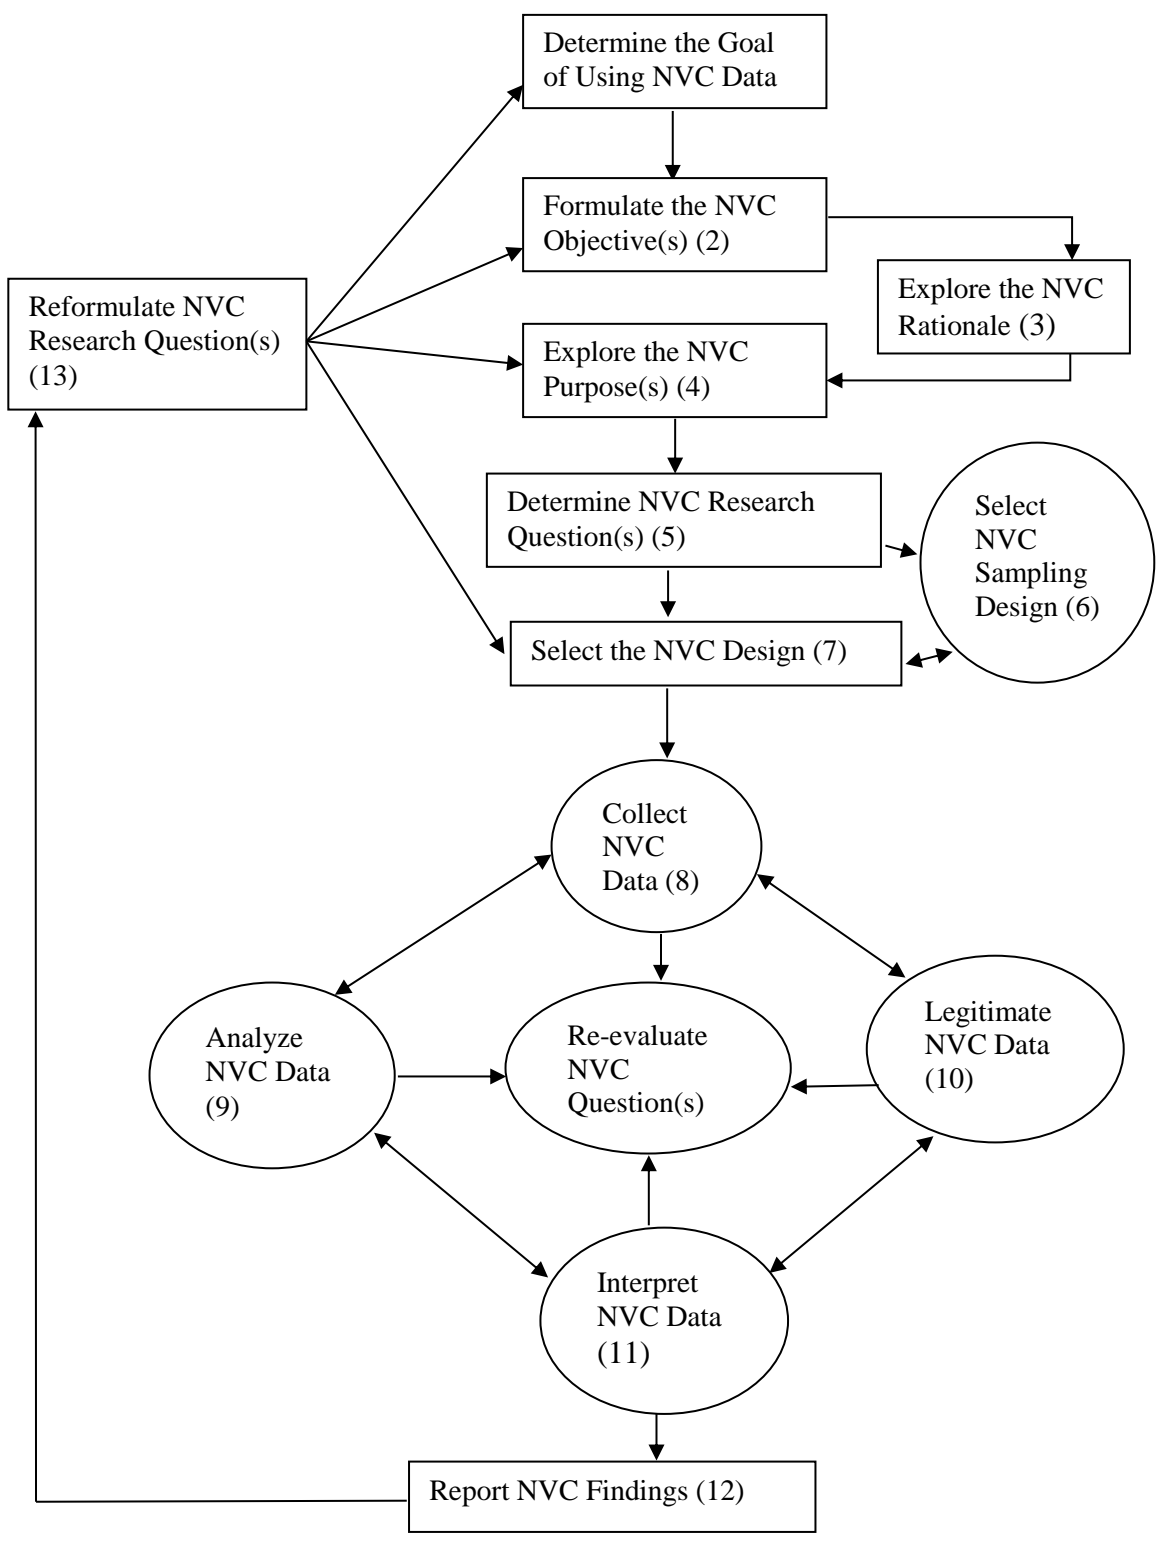 Determine the Goal
of Using NVC Data
Formulate the NVC
Objective(s) (2)
Explore the NVC
Rationale (3)
Reformulate NVC
Research Question(s)
(13)
Explore the NVC
Purpose(s) (4)
Determine NVC Research
Question(s) (5)
Select
NVC
Sampling
Design (6)
Select the NVC Design (7)
Collect
NVC
Data (8)
Analyze
NVC Data
(9)
Re-evaluate
NVC
Question(s)
Legitimate
NVC Data
(10)
Interpret
NVC Data
(11)
Report NVC Findings (12)